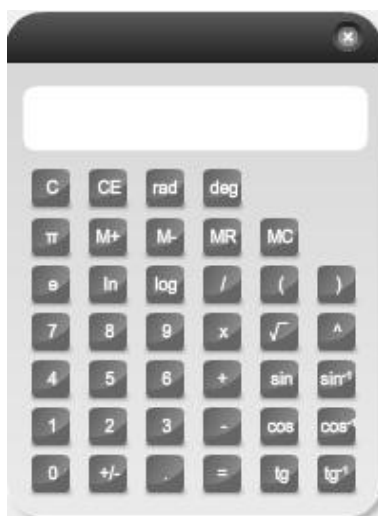 C CE rad deg
π M+ M- MR MC
e ln log / ( )
7 8 9 x √ ^
4 5 6 + sin sin⁻¹
1 2 3 - cos cos⁻¹
0 +/- . = tg tg⁻¹